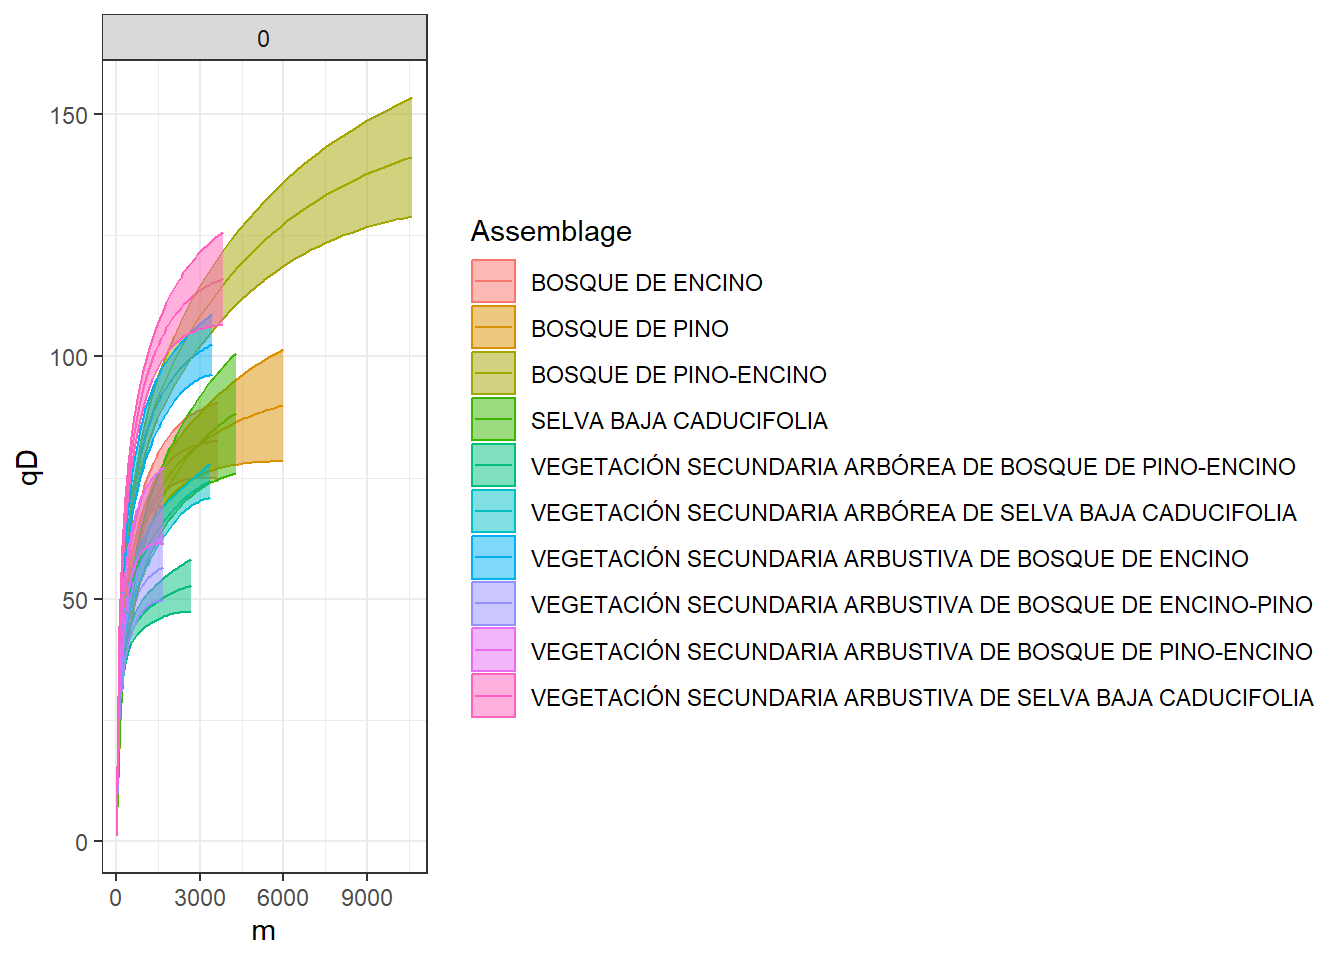 0
150
100
50
0
qD
0 3000 6000 9000
m
Assemblage
BOSQUE DE ENCINO
BOSQUE DE PINO
BOSQUE DE PINO-ENCINO
SELVA BAJA CADUCIFOLIA
VEGETACIÓN SECUNDARIA ARBÓREA DE BOSQUE DE PINO-ENCINO
VEGETACIÓN SECUNDARIA ARBÓREA DE SELVA BAJA CADUCIFOLIA
VEGETACIÓN SECUNDARIA ARBUSTIVA DE BOSQUE DE ENCINO
VEGETACIÓN SECUNDARIA ARBUSTIVA DE BOSQUE DE ENCINO-PINO
VEGETACIÓN SECUNDARIA ARBUSTIVA DE BOSQUE DE PINO-ENCINO
VEGETACIÓN SECUNDARIA ARBUSTIVA DE SELVA BAJA CADUCIFOLIA